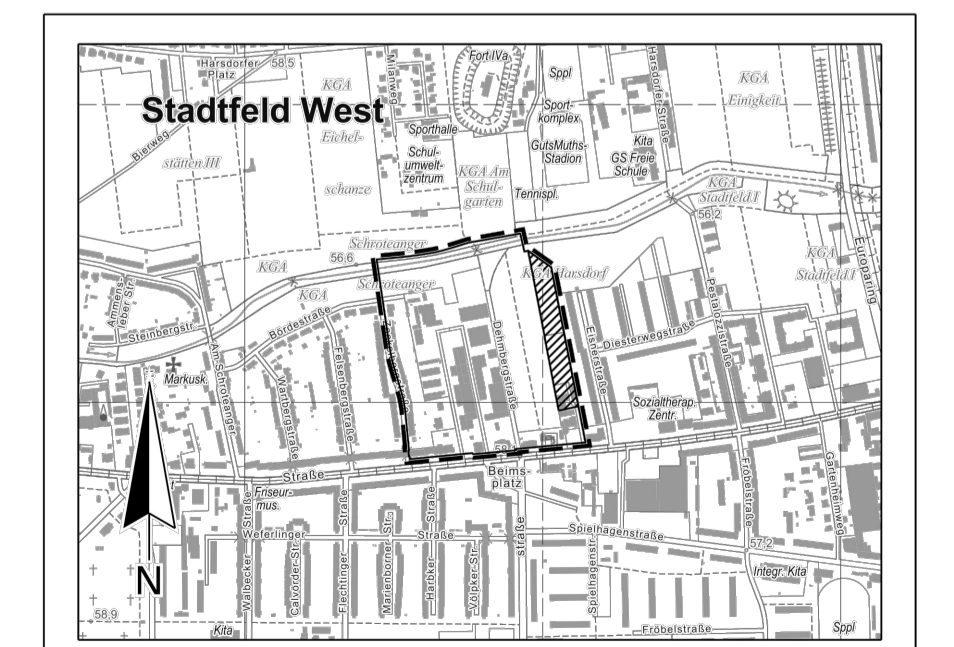 Harsdorfer
Platz
58,5
Stadtfeld West
Bierweg
stätten III
KGA
Eichel-
schanze
Milanweg
Sporthalle
Schul-
umwelt-
zentrum
Fort IVa
KGA Am
Schul-
garten
Sppl
Sport-
komplex
GutsMuths-
Stadion
Tennispl.
Harsdorfer-Straße
Kita
GS Freie
Schule
KGA
Einigkeit
KGA
Stadtfeld I
56,2
KGA
Stadtfeld I
Europaring
Schroteanger
56,6
KGA
KGA
Schroteanger
KGA Harsdorf
Ammens-
leber Str.
Steinbergstr.
Bördestraße
Markusk.
Am-Schroteanger
Wartbergstraße
Felsenbergstraße
Dehmbergstraße
Eisnerstraße
Diesterwegstraße
Pestalozzistraße
Sozialtherap.
Zentr.
Straße
Beims-
platz
straße
Friseur-
mus.
Walbecker Straße
Weferlinger Straße
Calvörder-Str.
Flechtinger Straße
Marienborner Str.
Harbker Straße
Völpker Str.
Spielhagenstraße
Spielhagenstr.
Fröbelstraße
Gartenheimweg
57,2
Integr. Kita
Fröbelstraße
Sppl
N
58,9
Kita